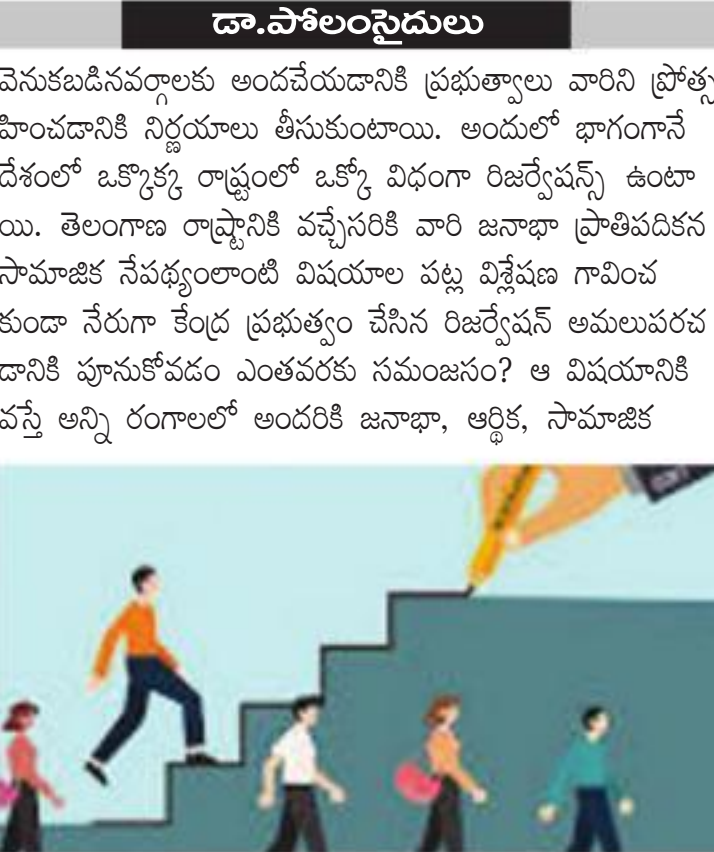 డా.పోలంసైదులు
వెనుకబడినవర్గాలకు అందచేయడానికి ప్రభుత్వాలు వారిని ప్రోత్స
హించడానికి నిర్ణయాలు తీసుకుంటాయి. అందులో భాగంగానే
దేశంలో ఒక్కొక్క రాష్ట్రంలో ఒక్కో విధంగా రిజర్వేషన్స్ ఉంటా
యి. తెలంగాణ రాష్ట్రానికి వచ్చేసరికి వారి జనాభా ప్రాతిపదికన
సామాజిక నేపథ్యంలాంటి విషయాల పట్ల విశ్లేషణ గావించ
కుండా నేరుగా కేంద్ర ప్రభుత్వం చేసిన రిజర్వేషన్ అమలుపరచ
డానికి పూనుకోవడం ఎంతవరకు సమంజసం? ఆ విషయానికి
వస్తే అన్ని రంగాలలో అందరికి జనాభా, ఆర్థిక, సామాజిక